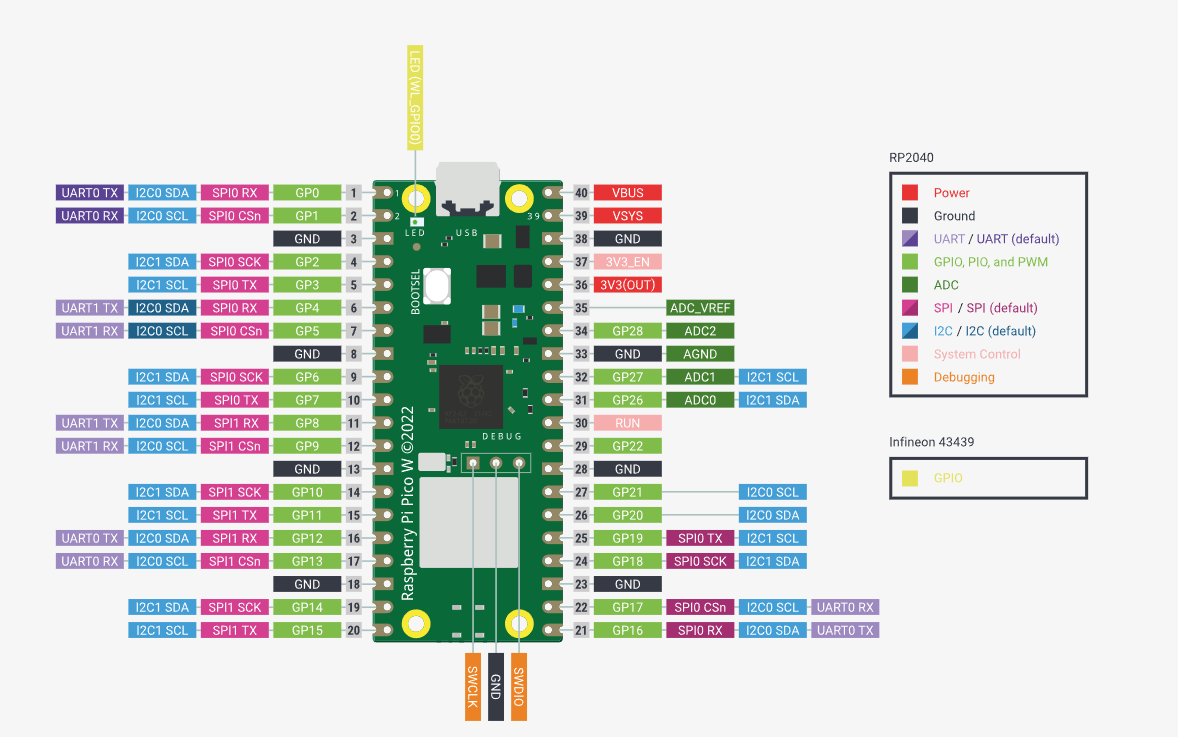 LED (WL_GPIO0)
UART0 TX I2C0 SDA SPI0 RX GP0 1 1 40 VBUS
UART0 RX I2C0 SCL SPI0 CSn GP1 2 2 39 39 VSYS
GND 3 LED USB 38 GND
I2C1 SDA SPI0 SCK GP2 4 37 3V3_EN
I2C1 SCL SPI0 TX GP3 5 BOOTSEL 36 3V3(OUT)
UART1 TX I2C0 SDA SPI0 RX GP4 6 35 ADC_VREF
UART1 RX I2C0 SCL SPI0 CSn GP5 7 34 GP28 ADC2
GND 8 33 GND AGND
I2C1 SDA SPI0 SCK GP6 9 32 GP27 ADC1 I2C1 SCL
I2C1 SCL SPI0 TX GP7 10 31 GP26 ADC0 I2C1 SDA
UART1 TX I2C0 SDA SPI1 RX GP8 11 30 RUN
DEBUG
UART1 RX I2C0 SCL SPI1 CSn GP9 12 29 GP22
GND 13 28 GND
I2C1 SDA SPI1 SCK GP10 14 27 GP21 I2C0 SCL
I2C1 SCL SPI1 TX GP11 15 26 GP20 I2C0 SDA
UART0 TX I2C0 SDA SPI1 RX GP12 16 25 GP19 SPI0 TX I2C1 SCL
UART0 RX I2C0 SCL SPI1 CSn GP13 17 24 GP18 SPI0 SCK I2C1 SDA
GND 18 23 GND
I2C1 SDA SPI1 SCK GP14 19 22 GP17 SPI0 CSn I2C0 SCL UART0 RX
I2C1 SCL SPI1 TX GP15 20 21 GP16 SPI0 RX I2C0 SDA UART0 TX
Raspberry Pi Pico W ©2022
SWCLK
GND
SWDIO
RP2040
Power
Ground
UART / UART (default)
GPIO, PIO, and PWM
ADC
SPI / SPI (default)
I2C / I2C (default)
System Control
Debugging
Infineon 43439
GPIO